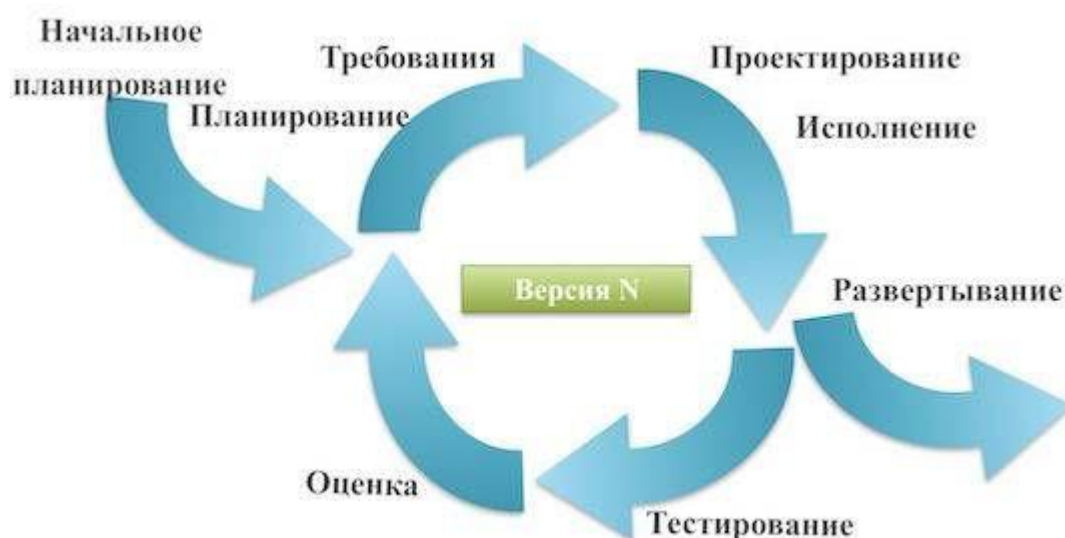 Начальное
планирование
Требования
Планирование
Проектирование
Исполнение
Версия N
Развертывание
Оценка
Тестирование